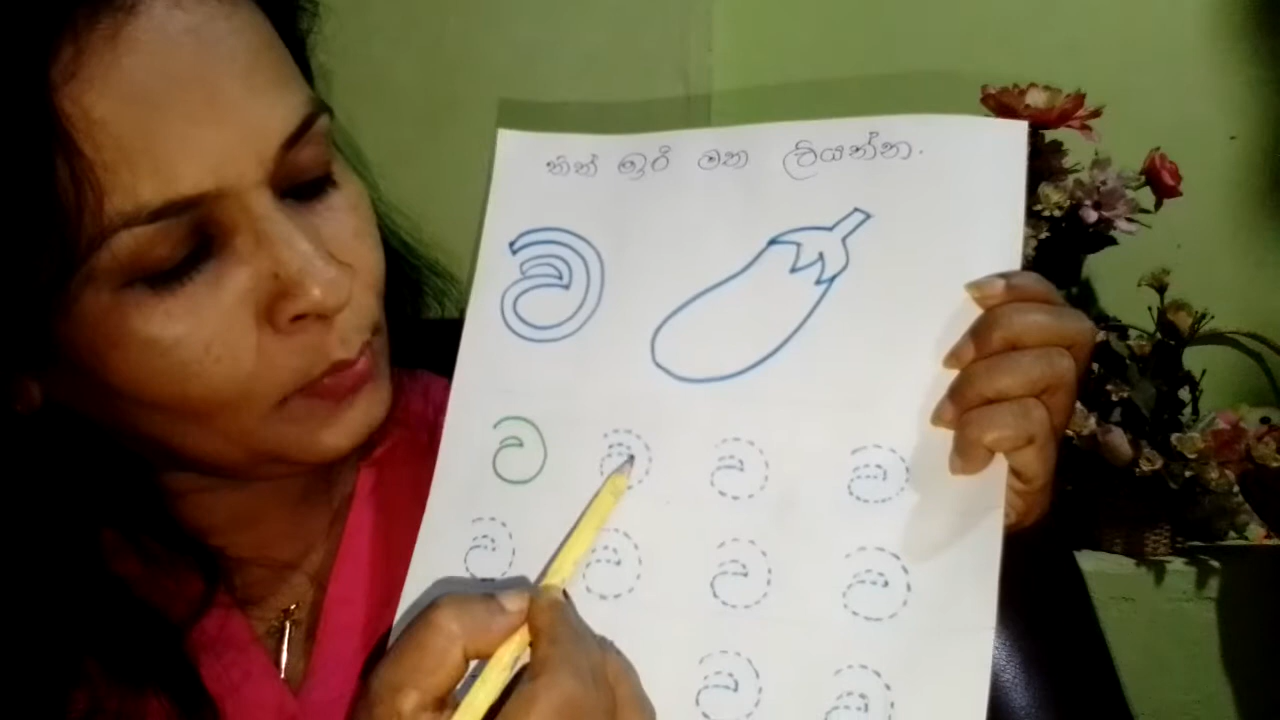 තිත් ඉරි මත ලියන්න.
ව
ව ව ව ව
ව ව ව ව
ව ව